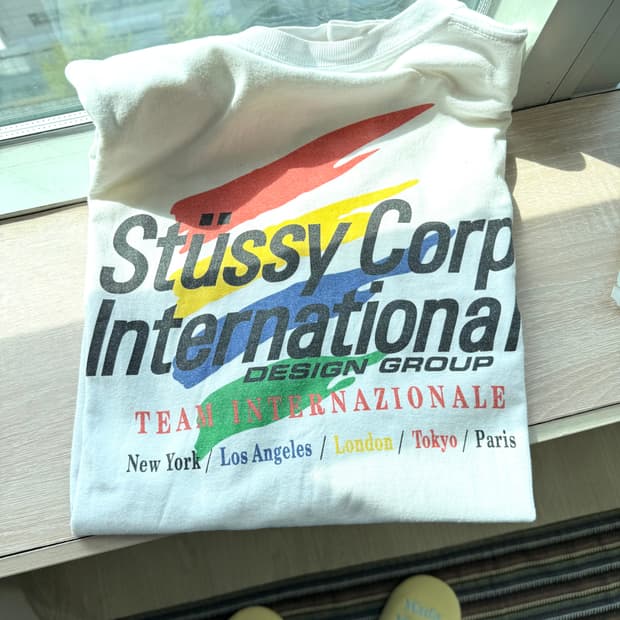 Stüssy Corp
International
DESIGN GROUP
TEAM INTERNAZIONALE
New York / Los Angeles / London / Tokyo / Paris